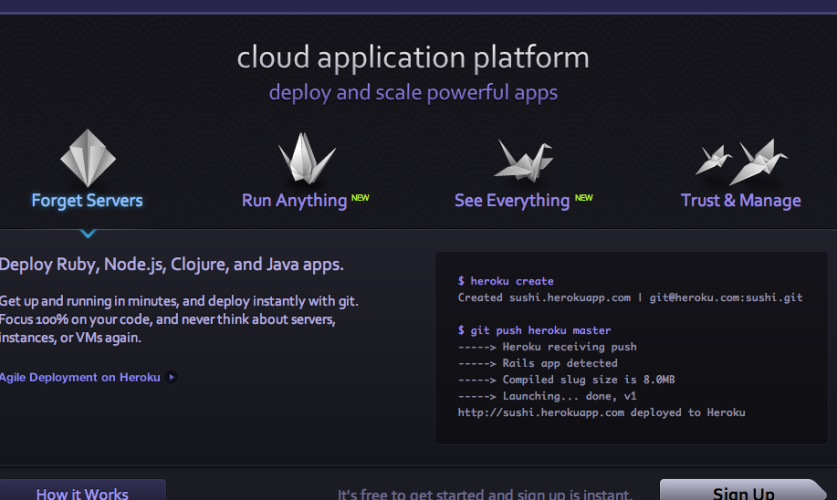 cloud application platform
deploy and scale powerful apps
Forget Servers
Run Anything NEW
See Everything NEW
Trust & Manage
Deploy Ruby, Node.js, Clojure, and Java apps.
Get up and running in minutes, and deploy instantly with git.
Focus 100% on your code, and never think about servers,
instances, or VMs again.
Agile Deployment on Heroku
$ heroku create
Created sushi.herokuapp.com | git@heroku.com:sushi.git
$ git push heroku master
-----> Heroku receiving push
-----> Rails app detected
-----> Compiled slug size is 8.0MB
-----> Launching... done, v1
http://sushi.herokuapp.com deployed to Heroku
How it Works
It's free to get started and sign up is instant.
Sign Up